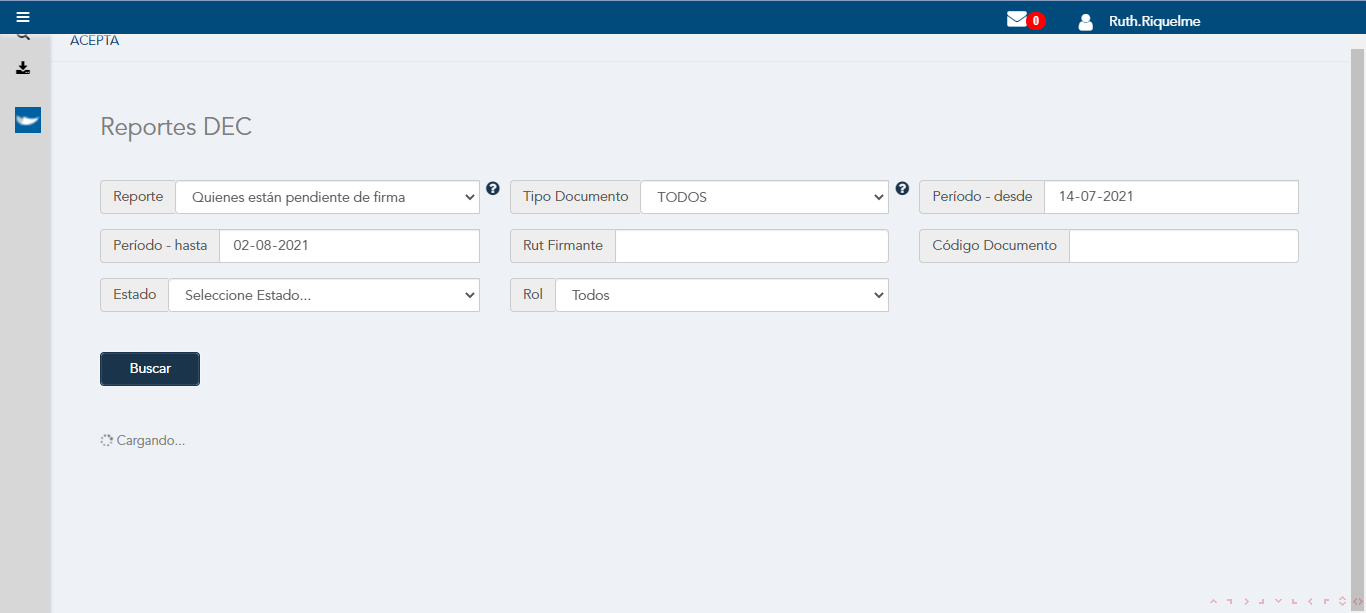 0 Ruth.Riquelme
ACEPTA
Reportes DEC
Reporte Quienes están pendiente de firma Tipo Documento TODOS Período - desde 14-07-2021
Período - hasta 02-08-2021 Rut Firmante Código Documento
Estado Seleccione Estado... Rol Todos
Buscar
Cargando...